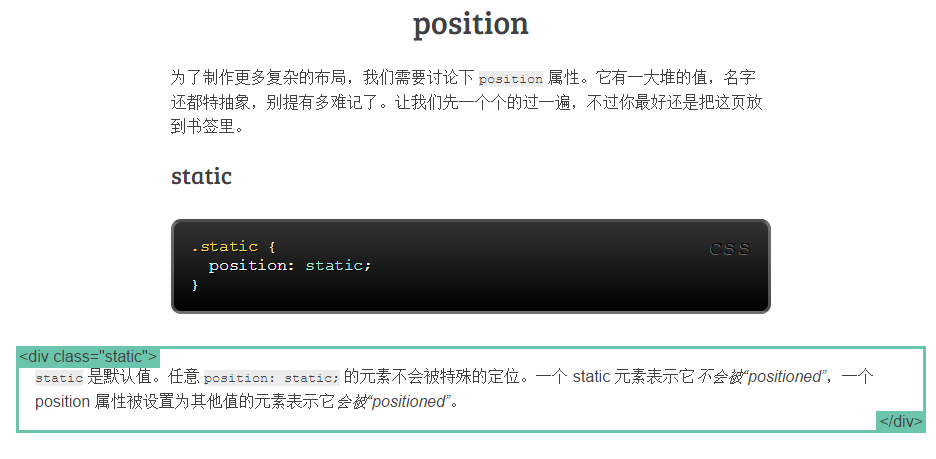 position
为了制作更多复杂的布局，我们需要讨论下 position 属性。它有一大堆的值，名字
还都特抽象，别提有多难记了。让我们先一个个的过一遍，不过你最好还是把这页放
到书签里。
static
CSS
.static {
  position: static;
}
<div class="static">
static 是默认值。任意 position: static; 的元素不会被特殊的定位。一个 static 元素表示它不会被“positioned”，一个
position 属性被设置为其他值的元素表示它会被“positioned”。
</div>